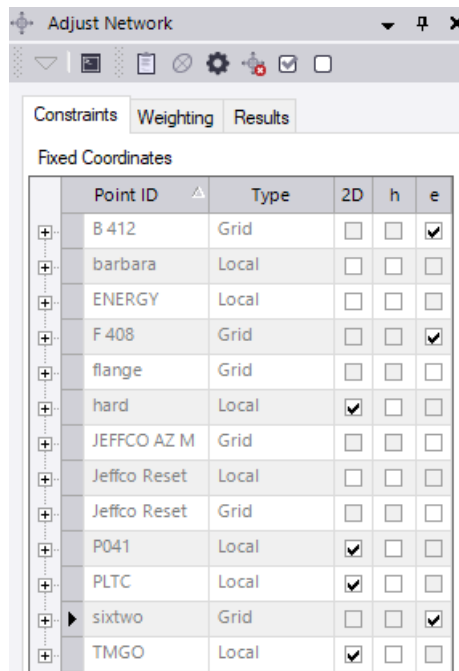 Adjust Network
Constraints Weighting Results
Fixed Coordinates
Point ID Type 2D h e
B 412 Grid
barbara Local
ENERGY Local
F 408 Grid
flange Grid
hard Local
JEFFCO AZ M Grid
Jeffco Reset Local
Jeffco Reset Grid
P041 Local
PLTC Local
sixtwo Grid
TMGO Local